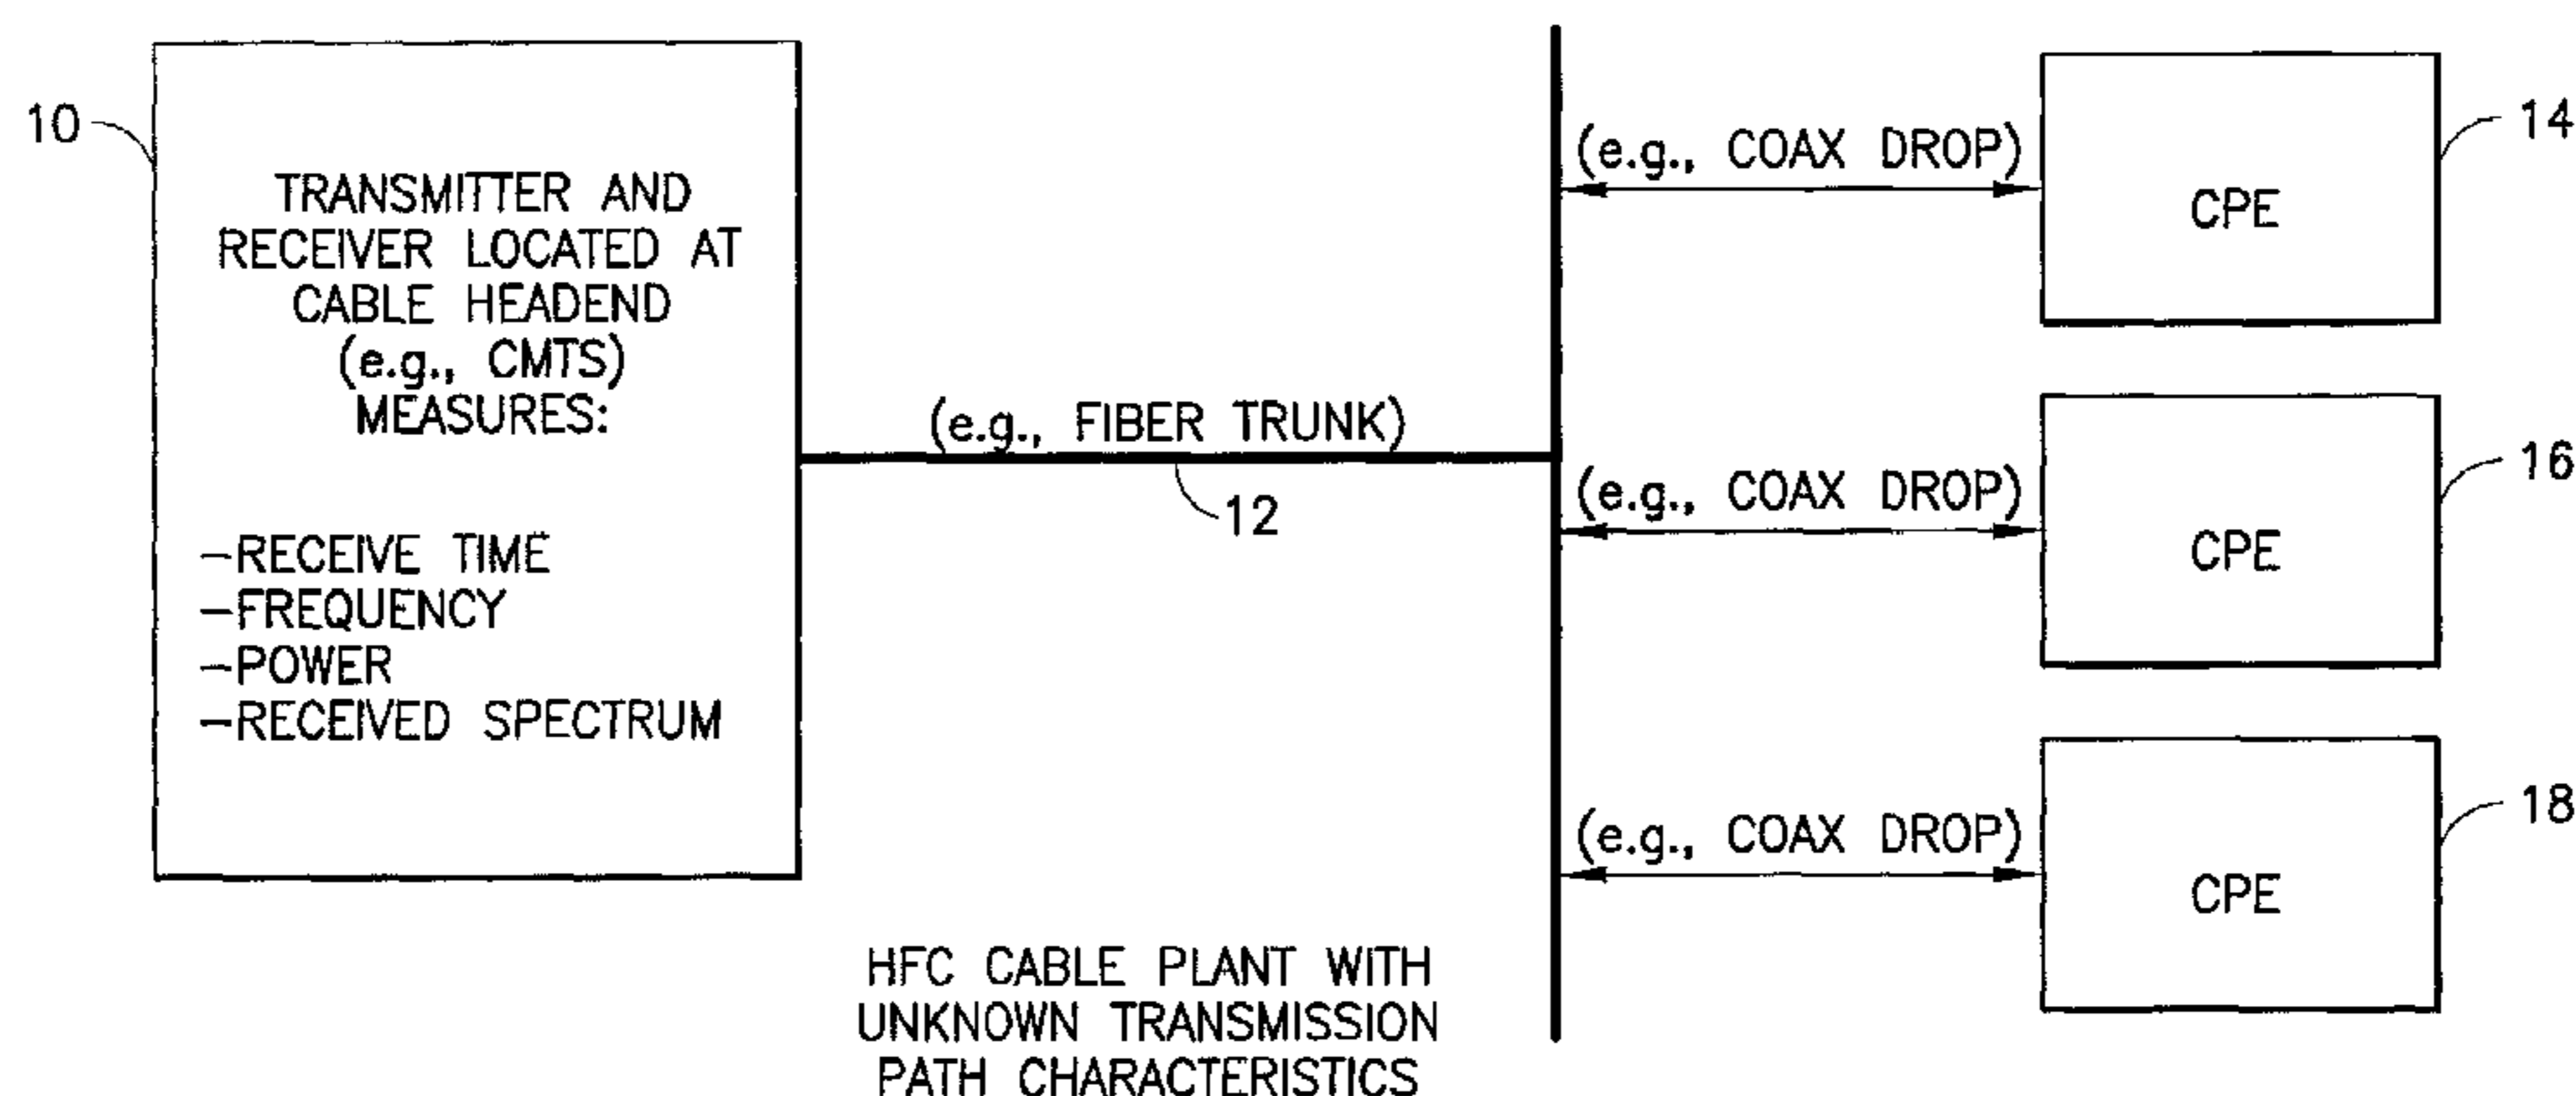 10
TRANSMITTER AND
RECEIVER LOCATED AT
CABLE HEADEND
(e.g., CMTS)
MEASURES:
-RECEIVE TIME
-FREQUENCY
-POWER
-RECEIVED SPECTRUM
(e.g., FIBER TRUNK)
12
HFC CABLE PLANT WITH
UNKNOWN TRANSMISSION
PATH CHARACTERISTICS
(e.g., COAX DROP)
CPE
14
(e.g., COAX DROP)
CPE
16
(e.g., COAX DROP)
CPE
18